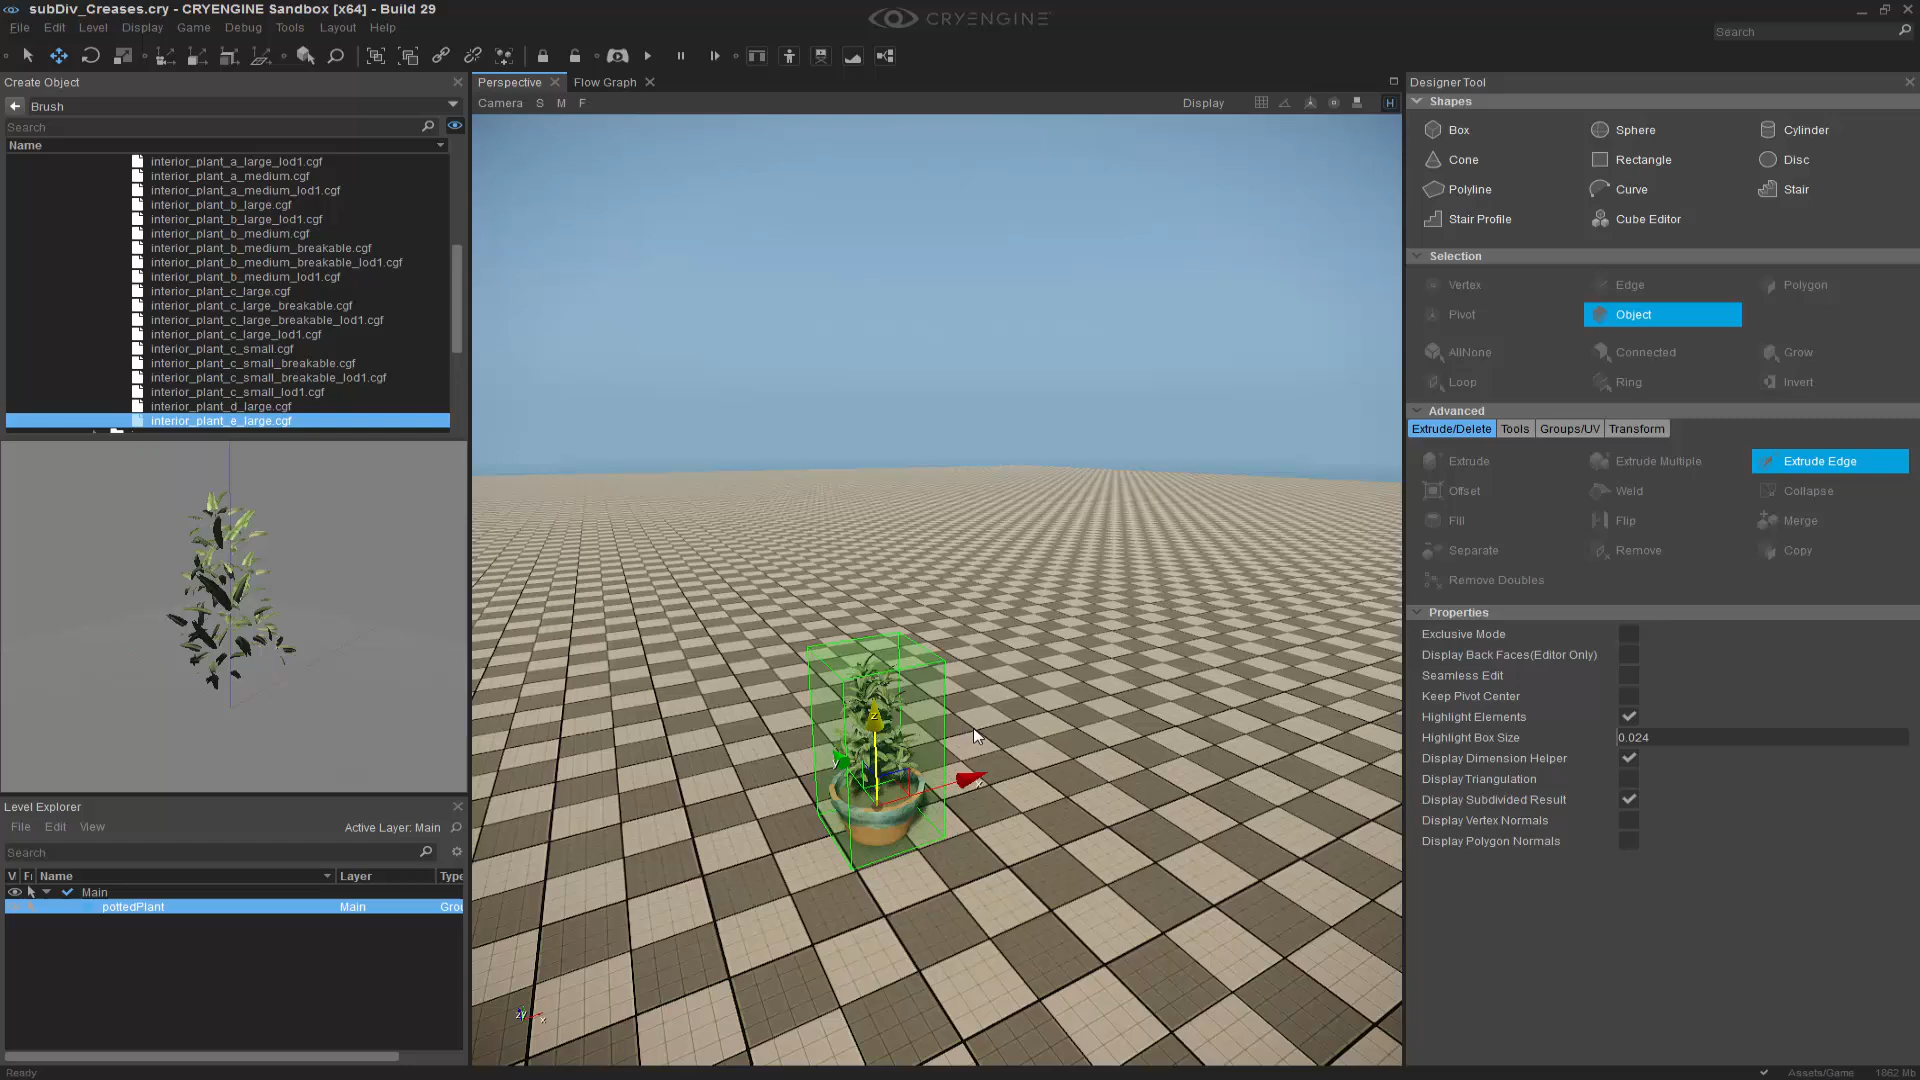 subDiv_Creases.cry - CRYENGINE Sandbox [x64] - Build 29
CRYENGINE
File Edit Level Display Game Debug Tools Layout Help
Search
Create Object
Brush
Search
Name
interior_plant_a_large_lod1.cgf
interior_plant_a_medium.cgf
interior_plant_a_medium_lod1.cgf
interior_plant_b_large.cgf
interior_plant_b_large_lod1.cgf
interior_plant_b_medium.cgf
interior_plant_b_medium_breakable.cgf
interior_plant_b_medium_breakable_lod1.cgf
interior_plant_b_medium_lod1.cgf
interior_plant_c_large.cgf
interior_plant_c_large_breakable.cgf
interior_plant_c_large_breakable_lod1.cgf
interior_plant_c_large_lod1.cgf
interior_plant_c_small.cgf
interior_plant_c_small_breakable.cgf
interior_plant_c_small_breakable_lod1.cgf
interior_plant_c_small_lod1.cgf
interior_plant_d_large.cgf
interior_plant_e_large.cgf
Level Explorer
File Edit View Active Layer: Main
Search
V Fi Name Layer Type
Main
pottedPlant Main Grou
Ready
Perspective Flow Graph
Camera S M F Display H
z
y
x
zy x
Designer Tool
Shapes
Box Sphere Cylinder
Cone Rectangle Disc
Polyline Curve Stair
Stair Profile Cube Editor
Selection
Vertex Edge Polygon
Pivot Object
AllNone Connected Grow
Loop Ring Invert
Advanced
Extrude/Delete Tools Groups/UV Transform
Extrude Extrude Multiple Extrude Edge
Offset Weld Collapse
Fill Flip Merge
Separate Remove Copy
Remove Doubles
Properties
Exclusive Mode
Display Back Faces(Editor Only)
Seamless Edit
Keep Pivot Center
Highlight Elements
Highlight Box Size 0.024
Display Dimension Helper
Display Triangulation
Display Subdivided Result
Display Vertex Normals
Display Polygon Normals
Assets/Game 1862 Mb